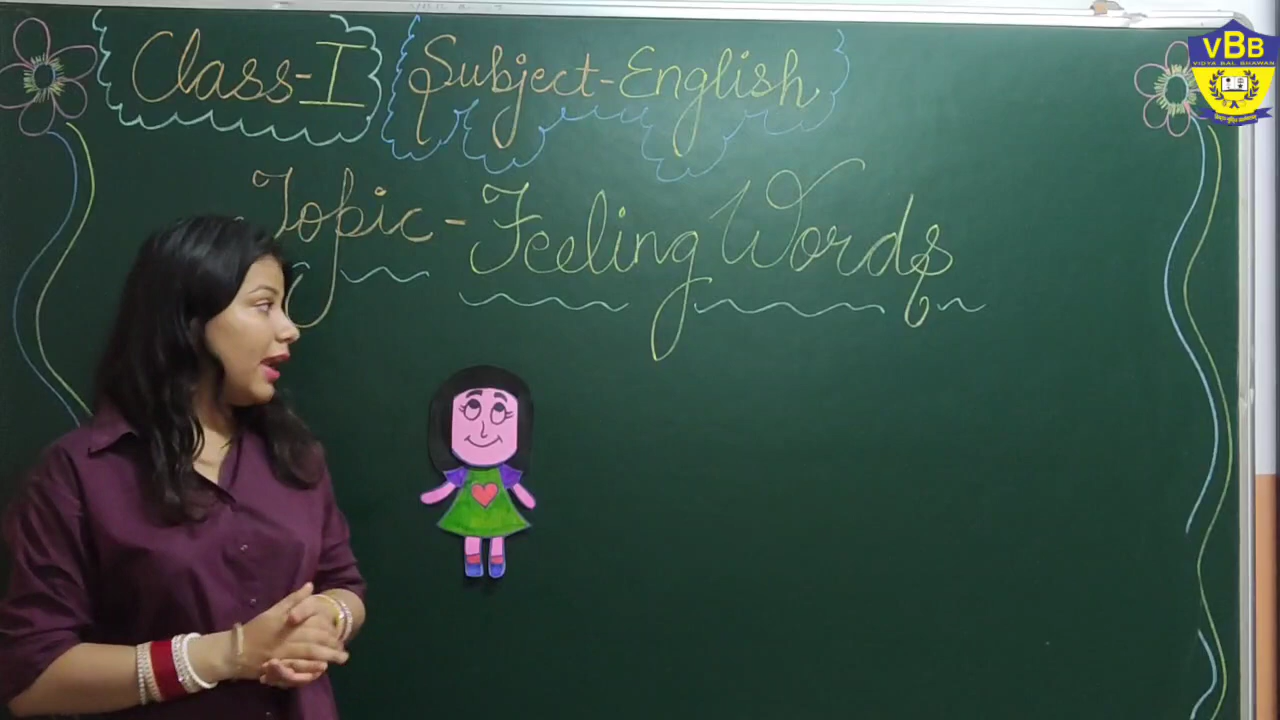 Class-I Subject-English
Topic-Feeling Words
VBB
VIDYA BAL BHAWAN